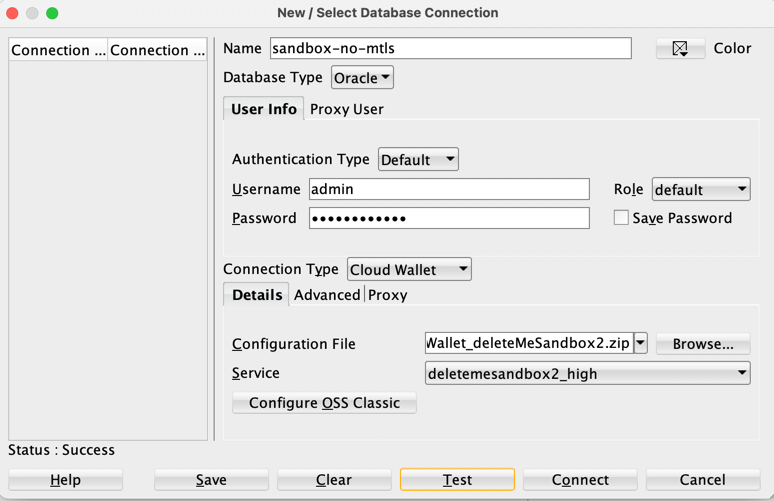 New / Select Database Connection
Connection ... Connection ...
Name sandbox-no-mtls Color
Database Type Oracle
User Info Proxy User
Authentication Type Default
Username admin Role default
Password •••••••••••• Save Password
Connection Type Cloud Wallet
Details Advanced Proxy
Configuration File Wallet_deleteMeSandbox2.zip Browse...
Service deletemesandbox2_high
Configure OSS Classic
Status : Success
Help Save Clear Test Connect Cancel